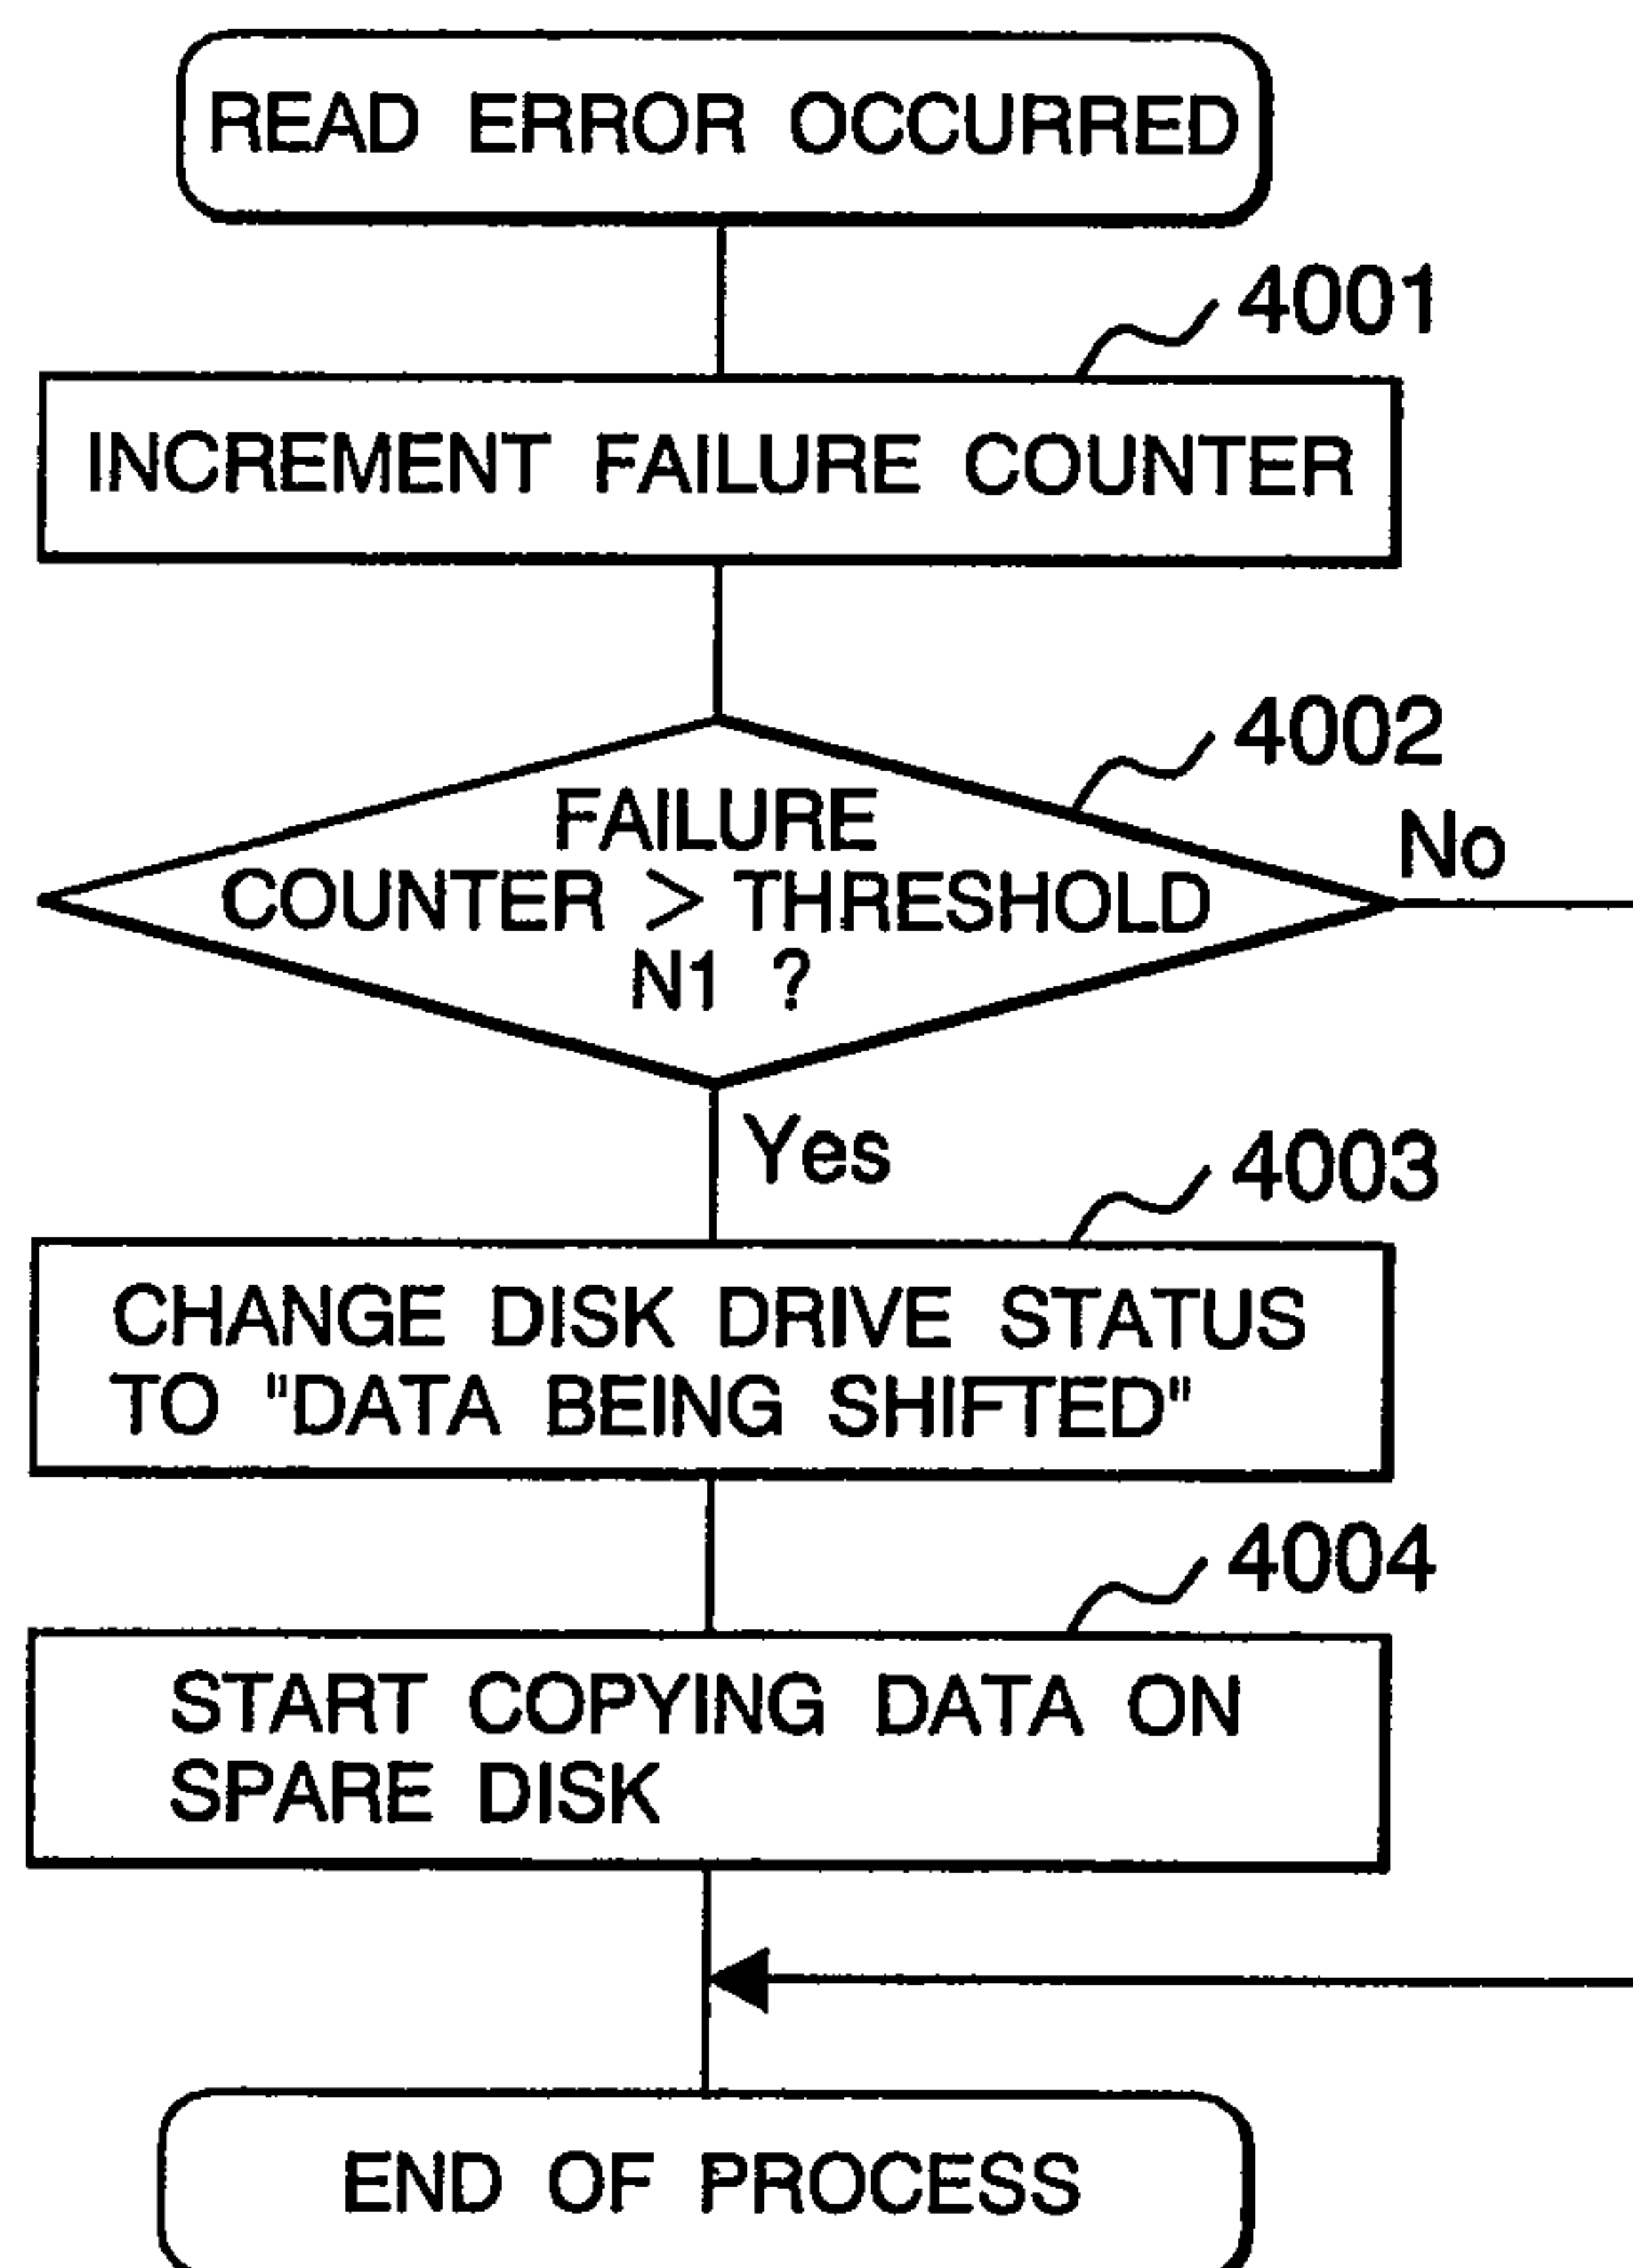 READ ERROR OCCURRED
4001
INCREMENT FAILURE COUNTER
4002
FAILURE
COUNTER > THRESHOLD
N1 ?
No
Yes
4003
CHANGE DISK DRIVE STATUS
TO "DATA BEING SHIFTED"
4004
START COPYING DATA ON
SPARE DISK
END OF PROCESS